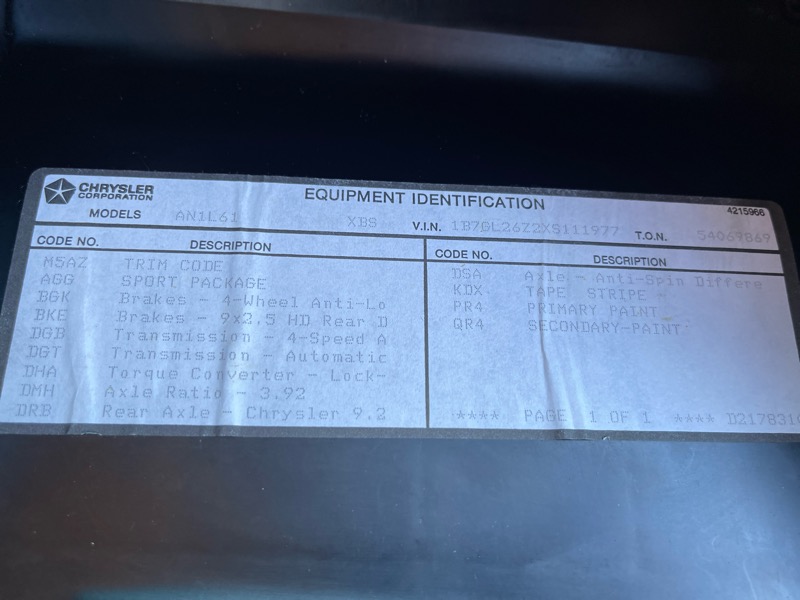 CHRYSLER
CORPORATION
EQUIPMENT IDENTIFICATION
4215966
MODELS AN1L61 XBS V.I.N. 1B7GL26Z2XS111977 T.O.N. S4069869
CODE NO. DESCRIPTION
M5AZ TRIM CODE
AGG SPORT PACKAGE
BGK Brakes - 4-Wheel Anti-Lo
BKE Brakes - 9x2.5 HD Rear D
DGB Transmission - 4-Speed A
DGT Transmission - Automatic
DHA Torque Converter - Lock-
DMH Axle Ratio - 3.92
DRB Rear Axle - Chrysler 9.2
CODE NO. DESCRIPTION
DSA Axle - Anti-Spin Differe
KDX TAPE STRIPE -
PR4 PRIMARY PAINT
QR4 SECONDARY-PAINT
**** PAGE 1 OF 1 **** D217831